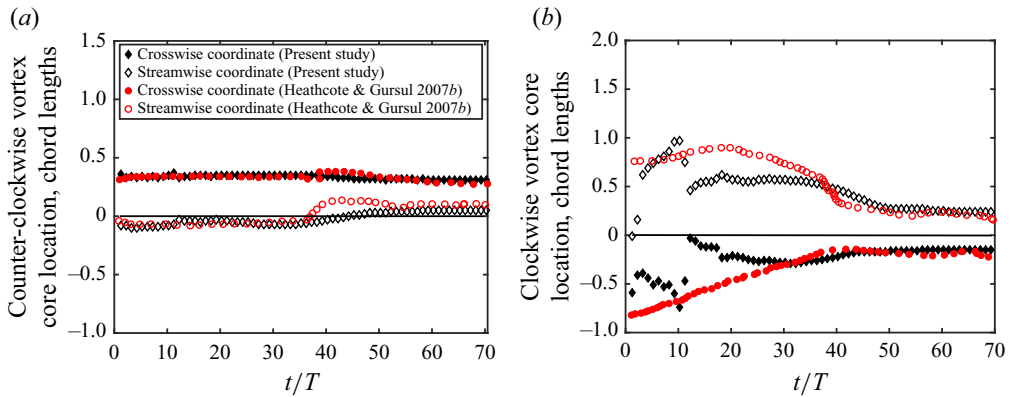 (a)
(b)
Counter-clockwise vortex
core location, chord lengths
1.5
1.0
0.5
0
−0.5
−1.0
Crosswise coordinate (Present study)
Streamwise coordinate (Present study)
Crosswise coordinate (Heathcote & Gursul 2007b)
Streamwise coordinate (Heathcote & Gursul 2007b)
0 10 20 30 40 50 60 70
t/T
Clockwise vortex core
location, chord lengths
2.0
1.5
1.0
0.5
0
−0.5
−1.0
0 10 20 30 40 50 60 70
t/T